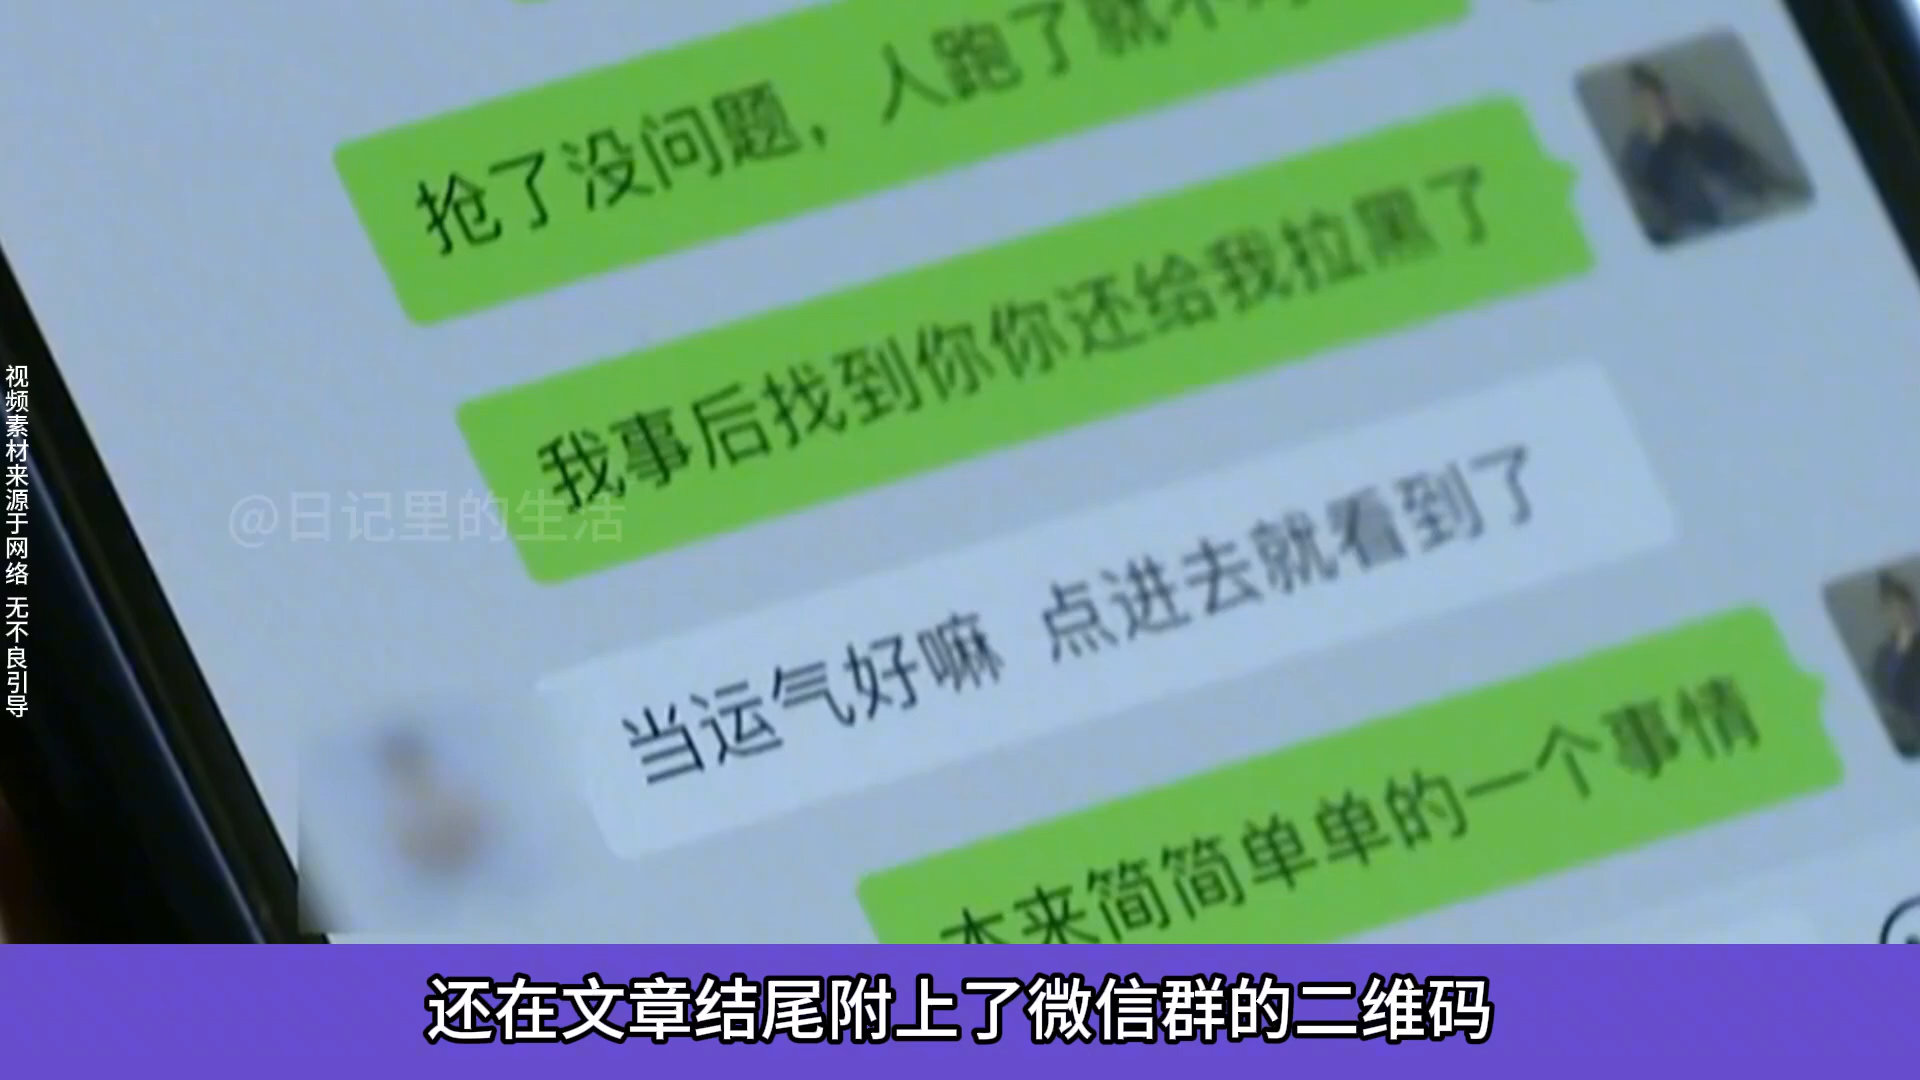 抢了没问题，人跑了就不
我事后找到你你还给我拉黑了
当运气好嘛 点进去就看到了
本来简简单单的一个事情
@日记里的生活
视频素材来源于网络 无不良引导
还在文章结尾附上了微信群的二维码